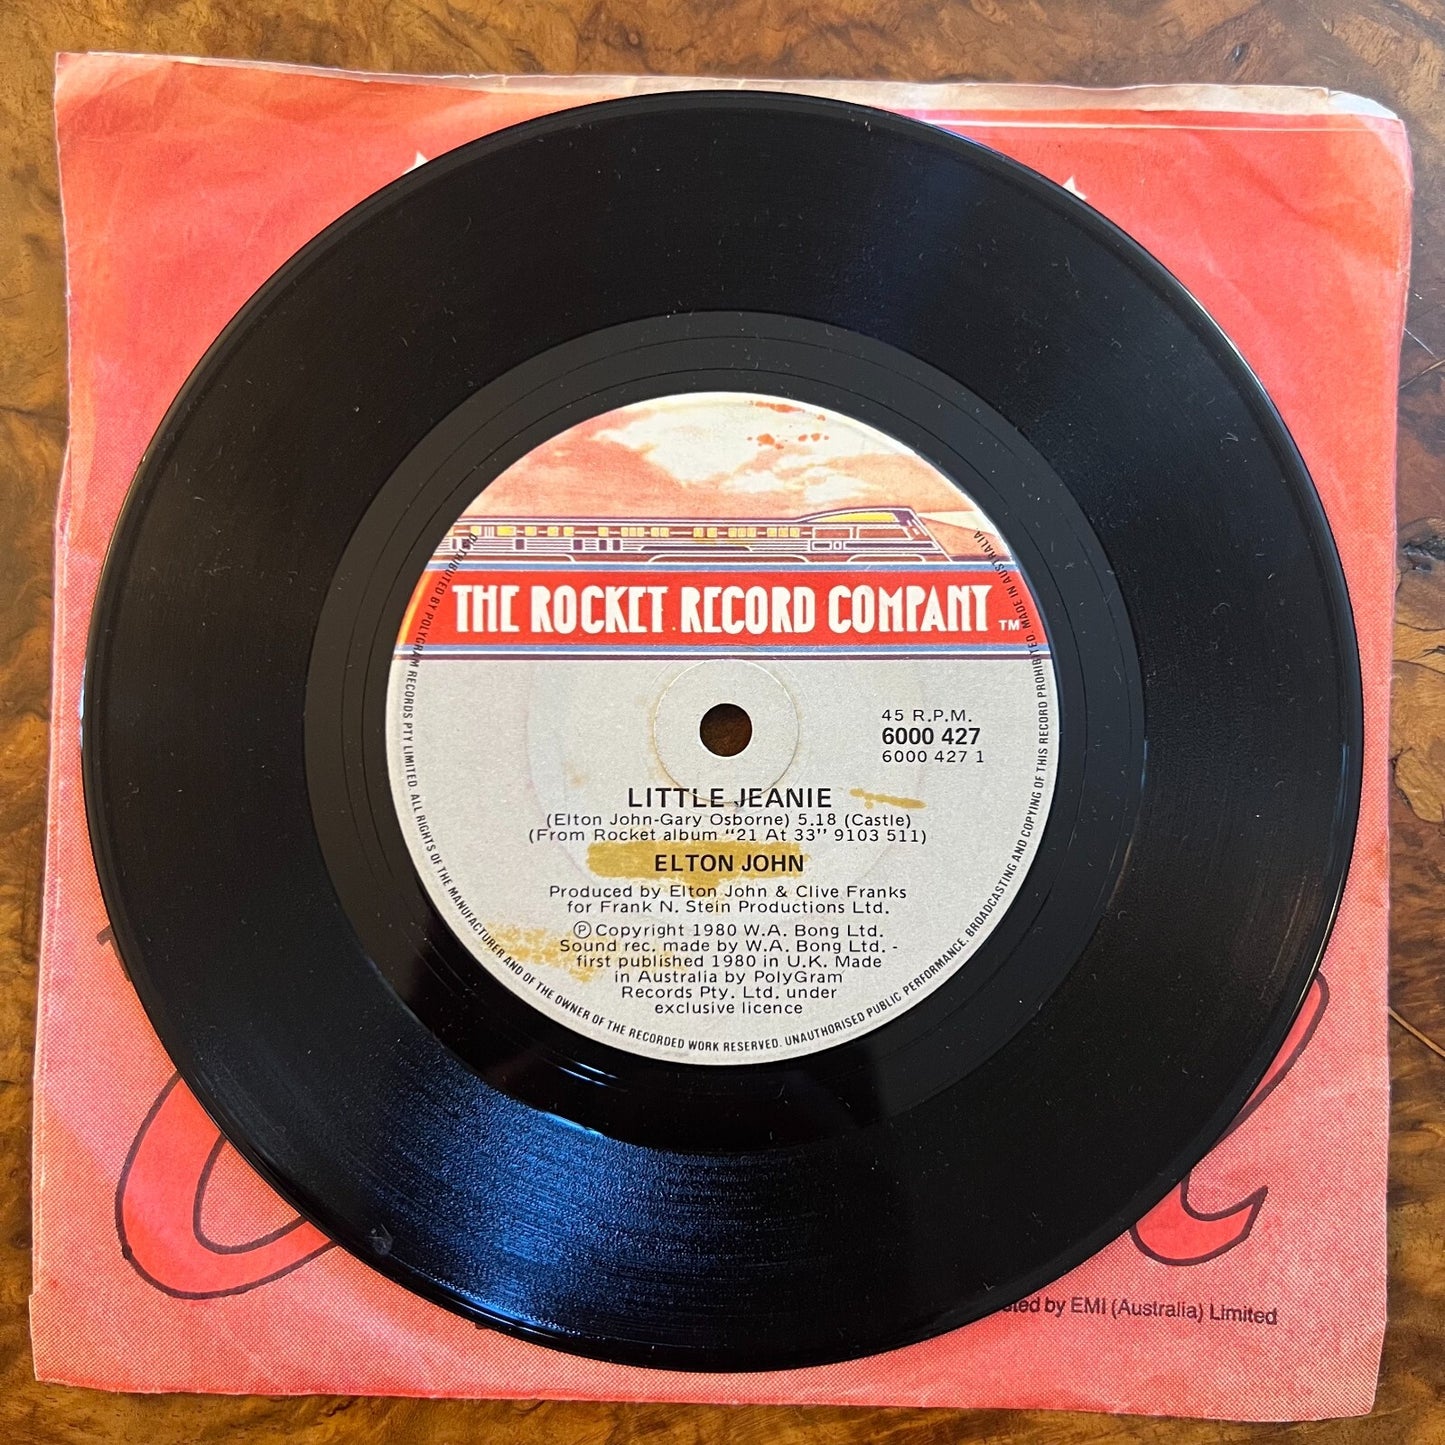 THE ROCKET RECORD COMPANY TM
45 R.P.M.
6000 427
6000 427 1
LITTLE JEANIE
(Elton John-Gary Osborne) 5.18 (Castle)
(From Rocket album "21 At 33" 9103 511)
ELTON JOHN
Produced by Elton John & Clive Franks
for Frank N. Stein Productions Ltd.
Ⓟ Copyright 1980 W.A. Bong Ltd.
Sound rec. made by W.A. Bong Ltd. -
first published 1980 in U.K. Made
in Australia by PolyGram
Records Pty. Ltd. under
exclusive licence
DISTRIBUTED BY POLYGRAM RECORDS PTY LIMITED. ALL RIGHTS OF THE MANUFACTURER AND OF THE OWNER OF THE RECORDED WORK RESERVED. UNAUTHORISED PUBLIC PERFORMANCE, BROADCASTING AND COPYING OF THIS RECORD PROHIBITED. MADE IN AUSTRALIA
by EMI (Australia) Limited